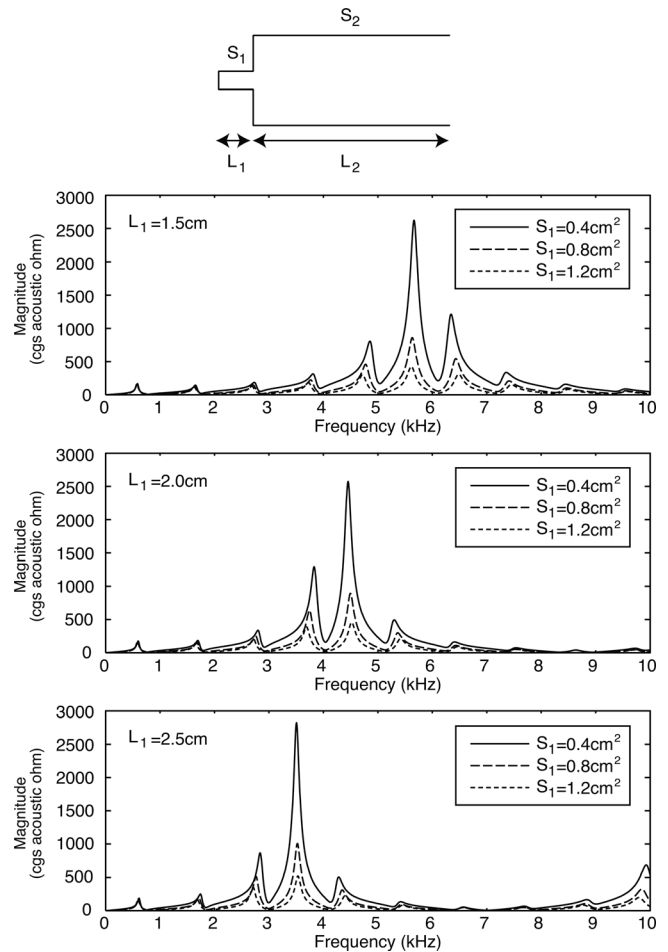 S₂
S₁
L₁ L₂
3000
2500
2000
1500
1000
500
0
Magnitude
(cgs acoustic ohm)
L₁=1.5cm
S₁=0.4cm²
S₁=0.8cm²
S₁=1.2cm²
0 1 2 3 4 5 6 7 8 9 10
Frequency (kHz)
3000
2500
2000
1500
1000
500
0
Magnitude
(cgs acoustic ohm)
L₁=2.0cm
S₁=0.4cm²
S₁=0.8cm²
S₁=1.2cm²
0 1 2 3 4 5 6 7 8 9 10
Frequency (kHz)
3000
2500
2000
1500
1000
500
0
Magnitude
(cgs acoustic ohm)
L₁=2.5cm
S₁=0.4cm²
S₁=0.8cm²
S₁=1.2cm²
0 1 2 3 4 5 6 7 8 9 10
Frequency (kHz)